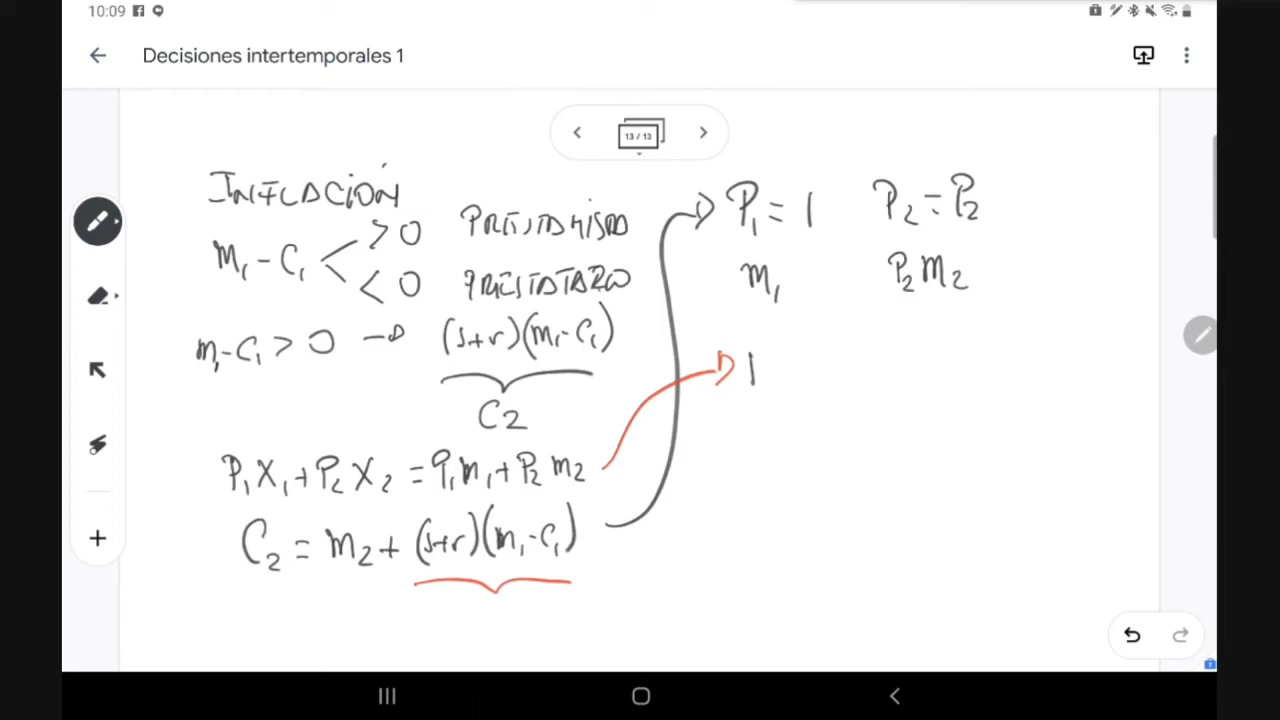 10:09
Decisiones intertemporales 1
13 / 13
INFLACIÓN
m₁-C₁ < >0 PRESTAMISTA
<0 PRESTATARIO
m₁-C₁>0 → (1+r)(m₁-C₁)
C₂
P₁X₁+P₂X₂=P₁m₁+P₂m₂
C₂=m₂+(1+r)(m₁-C₁)
P₁=1 P₂=P₂
m₁ P₂m₂
1